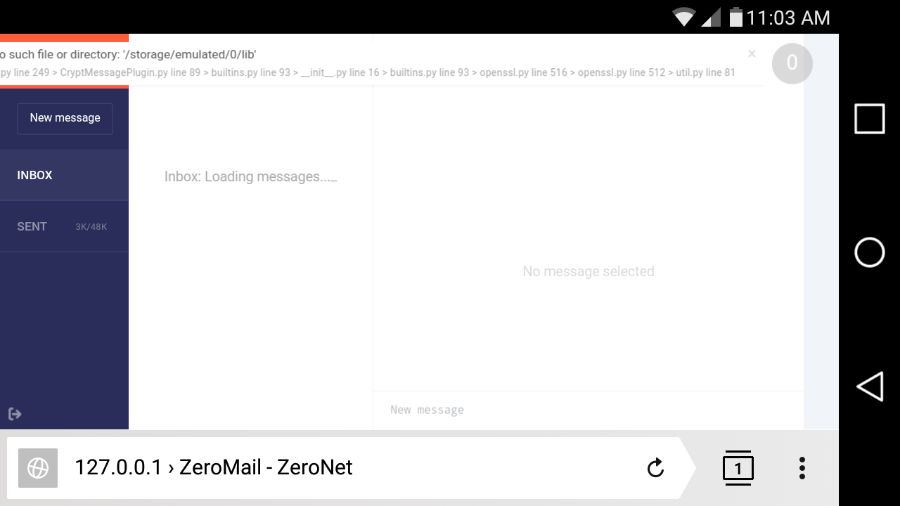 11:03 AM
o such file or directory: '/storage/emulated/0/lib'
×
py line 249 > CryptMessagePlugin.py line 89 > builtins.py line 93 > __init__.py line 16 > builtins.py line 93 > openssl.py line 516 > openssl.py line 512 > util.py line 81
0
New message
INBOX
Inbox: Loading messages...._
SENT 3K/48K
No message selected
New message
127.0.0.1 › ZeroMail - ZeroNet
1